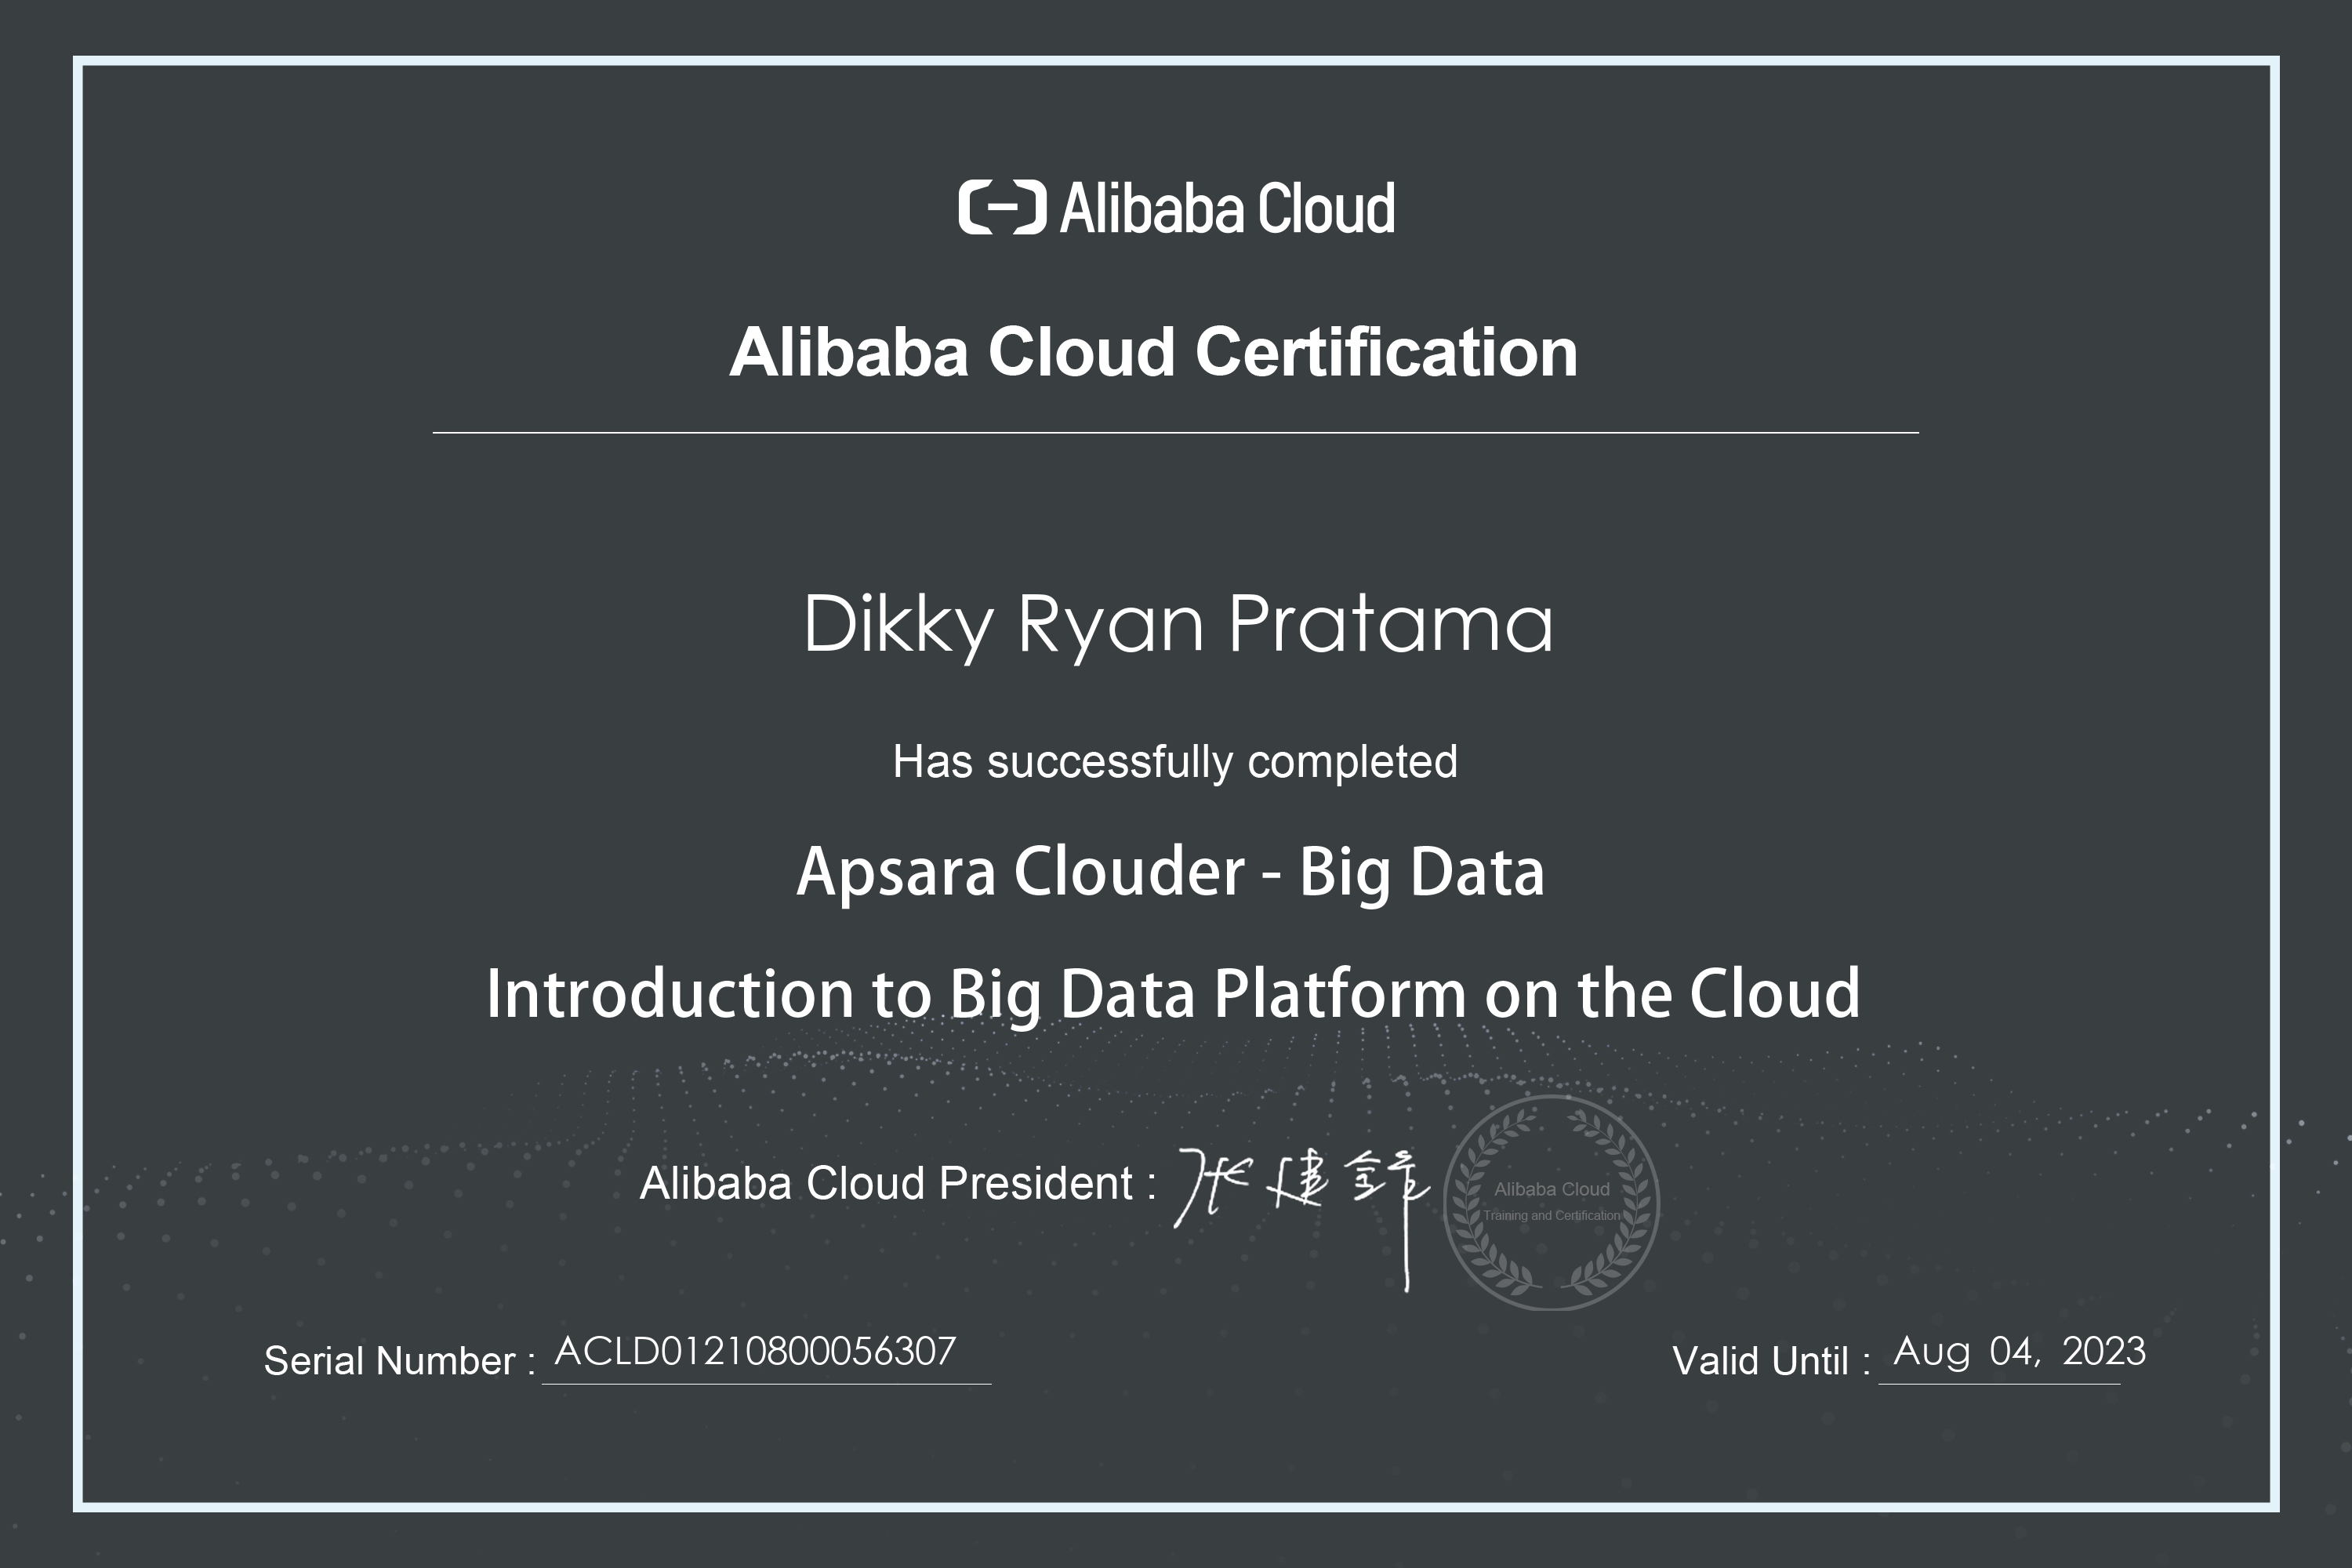 Alibaba Cloud
Alibaba Cloud Certification
Dikky Ryan Pratama
Has successfully completed
Apsara Clouder - Big Data
Introduction to Big Data Platform on the Cloud
Alibaba Cloud President : 张建锋
Alibaba Cloud
Training and Certification
Serial Number : ACLD01210800056307
Valid Until : Aug 04, 2023